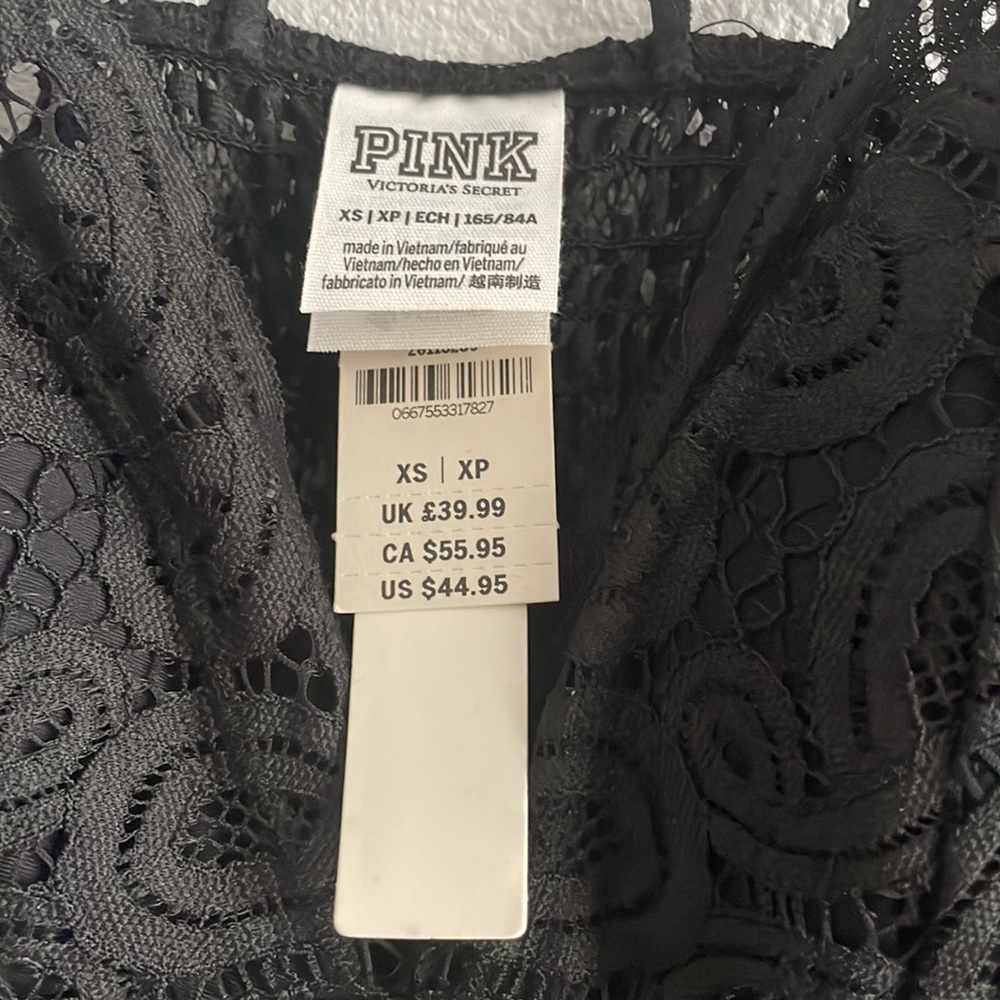 PINK
VICTORIA'S SECRET
XS | XP | ECH | 165/84A
made in Vietnam/fabriqué au
Vietnam/hecho en Vietnam/
fabbricato in Vietnam/ 越南制造
0667553317827
XS | XP
UK £39.99
CA $55.95
US $44.95